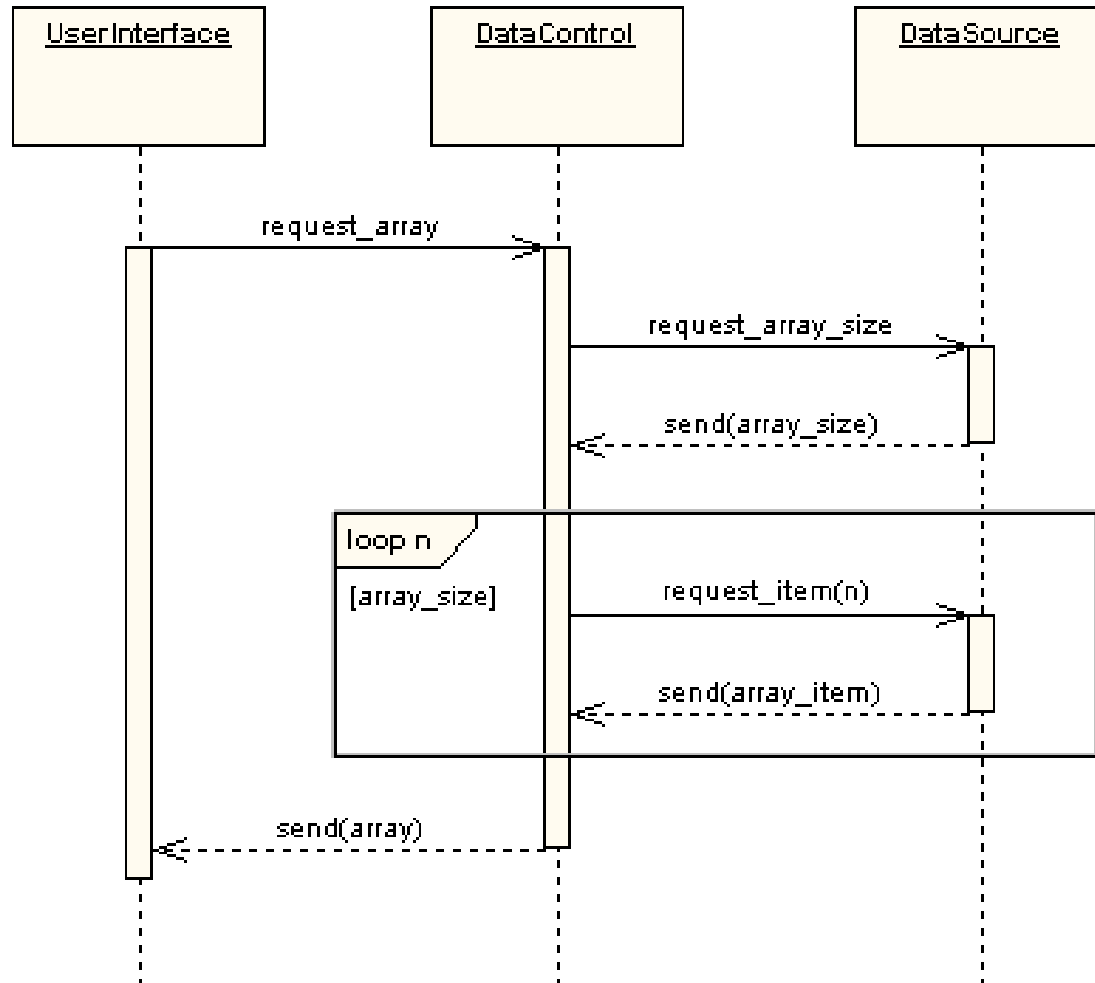 UserInterface
DataControl
DataSource
request_array
request_array_size
send(array_size)
loop n
[array_size]
request_item(n)
send(array_item)
send(array)